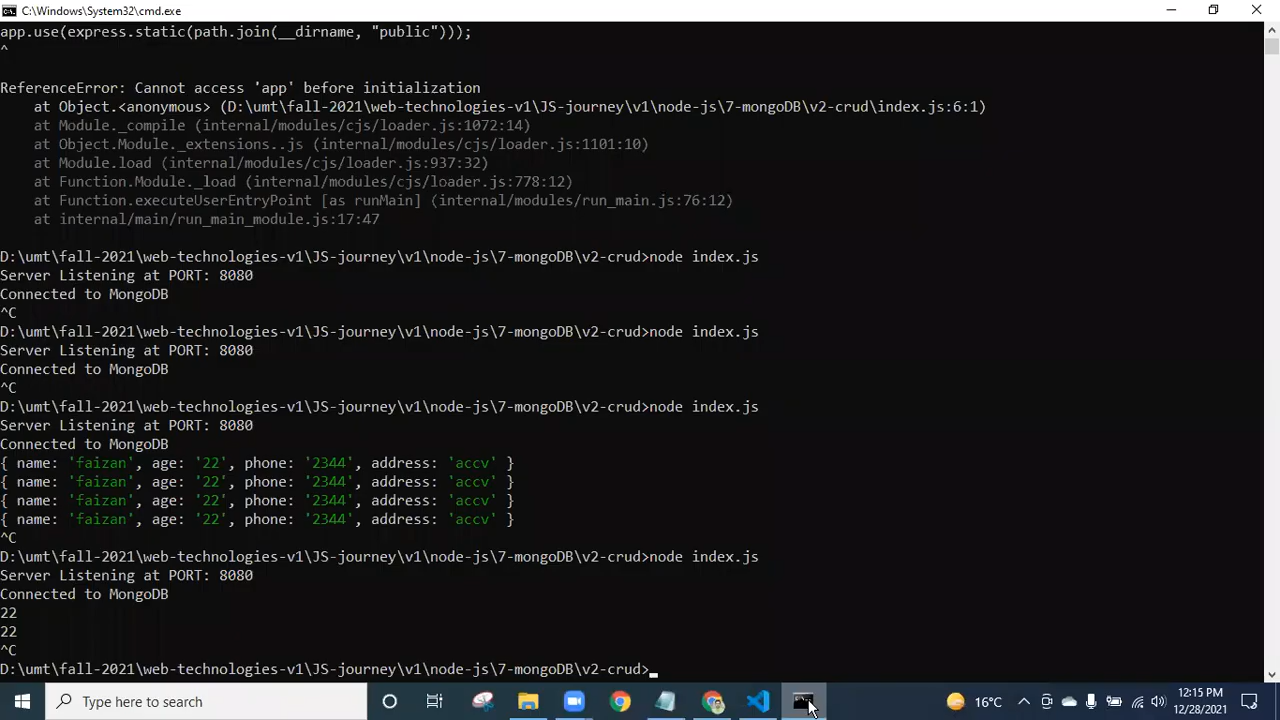 C:\Windows\System32\cmd.exe
app.use(express.static(path.join(__dirname, "public")));
^
ReferenceError: Cannot access 'app' before initialization
at Object.<anonymous> (D:\umt\fall-2021\web-technologies-v1\JS-journey\v1\node-js\7-mongoDB\v2-crud\index.js:6:1)
at Module._compile (internal/modules/cjs/loader.js:1072:14)
at Object.Module._extensions..js (internal/modules/cjs/loader.js:1101:10)
at Module.load (internal/modules/cjs/loader.js:937:32)
at Function.Module._load (internal/modules/cjs/loader.js:778:12)
at Function.executeUserEntryPoint [as runMain] (internal/modules/run_main.js:76:12)
at internal/main/run_main_module.js:17:47
D:\umt\fall-2021\web-technologies-v1\JS-journey\v1\node-js\7-mongoDB\v2-crud>node index.js
Server Listening at PORT: 8080
Connected to MongoDB
^C
D:\umt\fall-2021\web-technologies-v1\JS-journey\v1\node-js\7-mongoDB\v2-crud>node index.js
Server Listening at PORT: 8080
Connected to MongoDB
^C
D:\umt\fall-2021\web-technologies-v1\JS-journey\v1\node-js\7-mongoDB\v2-crud>node index.js
Server Listening at PORT: 8080
Connected to MongoDB
{ name: 'faizan', age: '22', phone: '2344', address: 'accv' }
{ name: 'faizan', age: '22', phone: '2344', address: 'accv' }
{ name: 'faizan', age: '22', phone: '2344', address: 'accv' }
{ name: 'faizan', age: '22', phone: '2344', address: 'accv' }
^C
D:\umt\fall-2021\web-technologies-v1\JS-journey\v1\node-js\7-mongoDB\v2-crud>node index.js
Server Listening at PORT: 8080
Connected to MongoDB
22
22
^C
D:\umt\fall-2021\web-technologies-v1\JS-journey\v1\node-js\7-mongoDB\v2-crud>
Type here to search
16°C
12:15 PM
12/28/2021